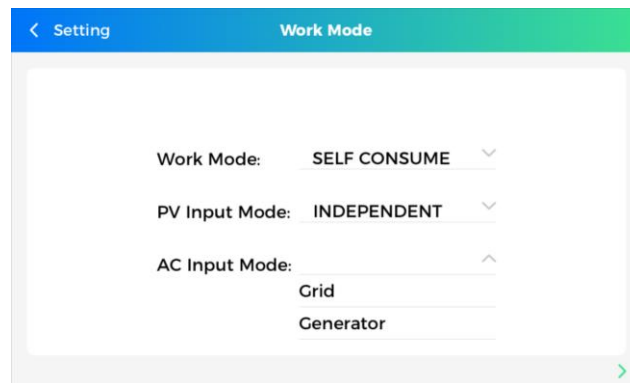 Setting
Work Mode
Work Mode: SELF CONSUME
PV Input Mode: INDEPENDENT
AC Input Mode:
Grid
Generator